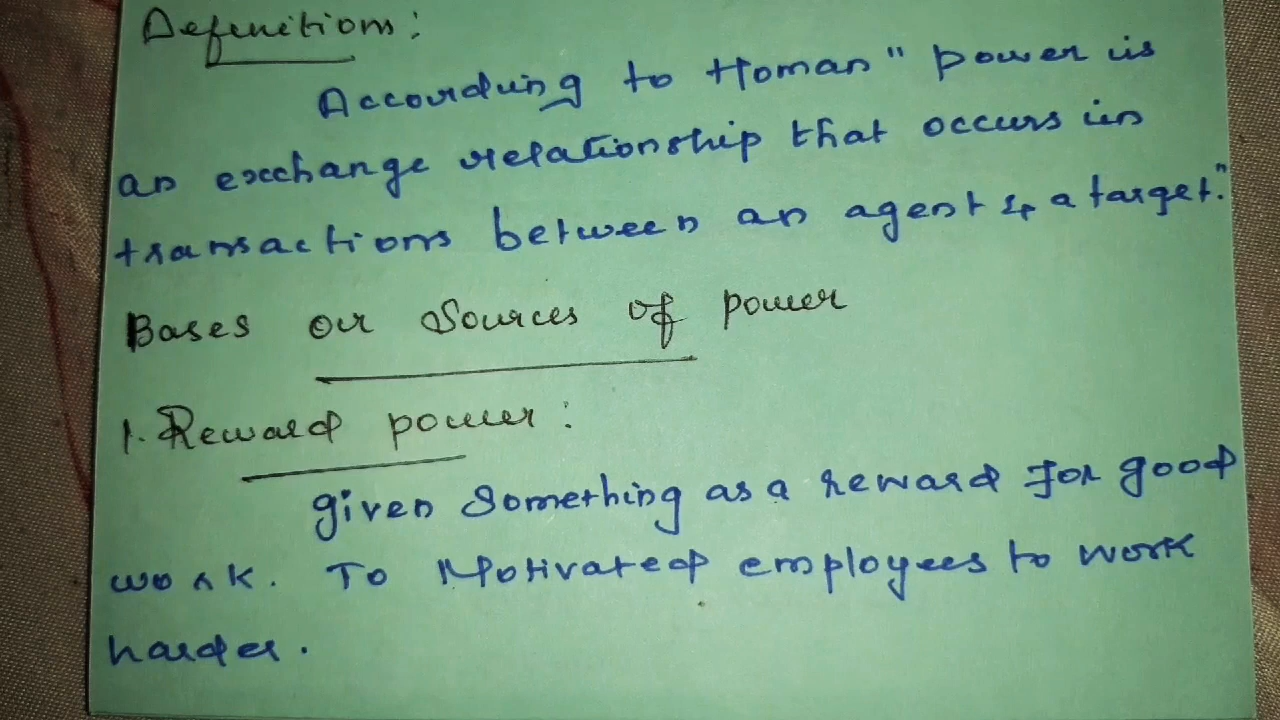 Definitions:
According to Homan" power is
an exchange relationship that occurs in
transactions between an agent & a target."
Bases or Sources of power
1. Reward power:
given Something as a reward for good
work. To Motivated employees to work
harder.